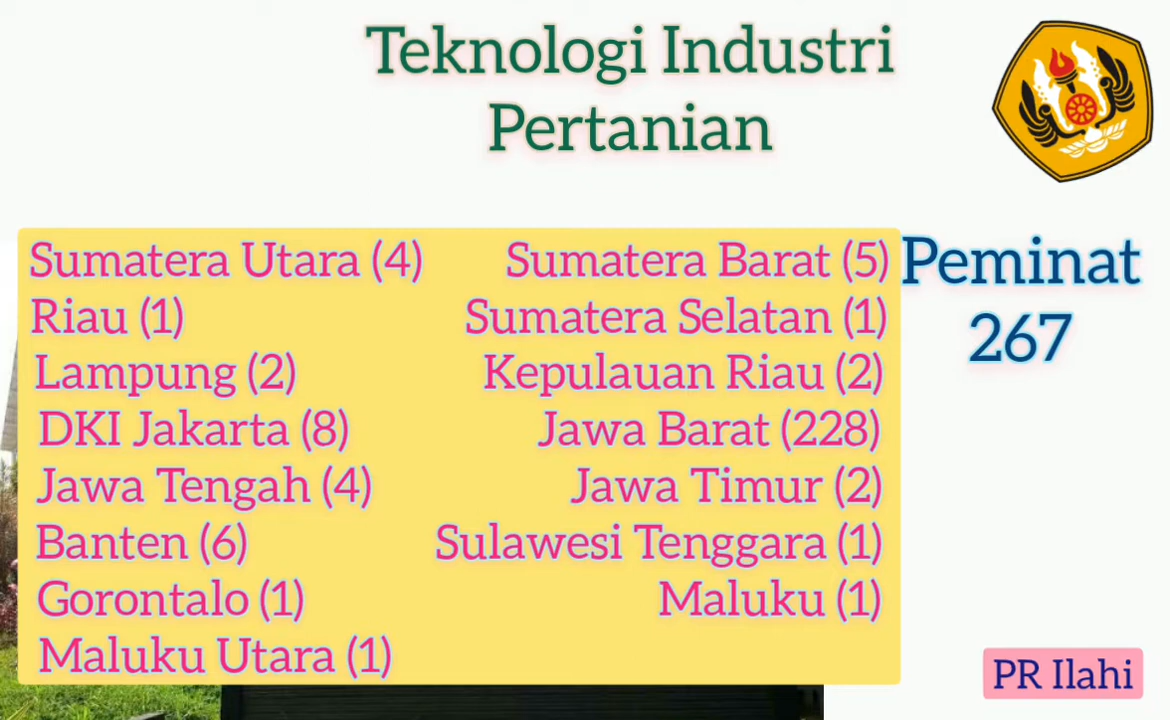 Teknologi Industri
Pertanian
Sumatera Utara (4) Sumatera Barat (5)
Riau (1) Sumatera Selatan (1)
Lampung (2) Kepulauan Riau (2)
DKI Jakarta (8) Jawa Barat (228)
Jawa Tengah (4) Jawa Timur (2)
Banten (6) Sulawesi Tenggara (1)
Gorontalo (1) Maluku (1)
Maluku Utara (1)
Peminat
267
PR Ilahi